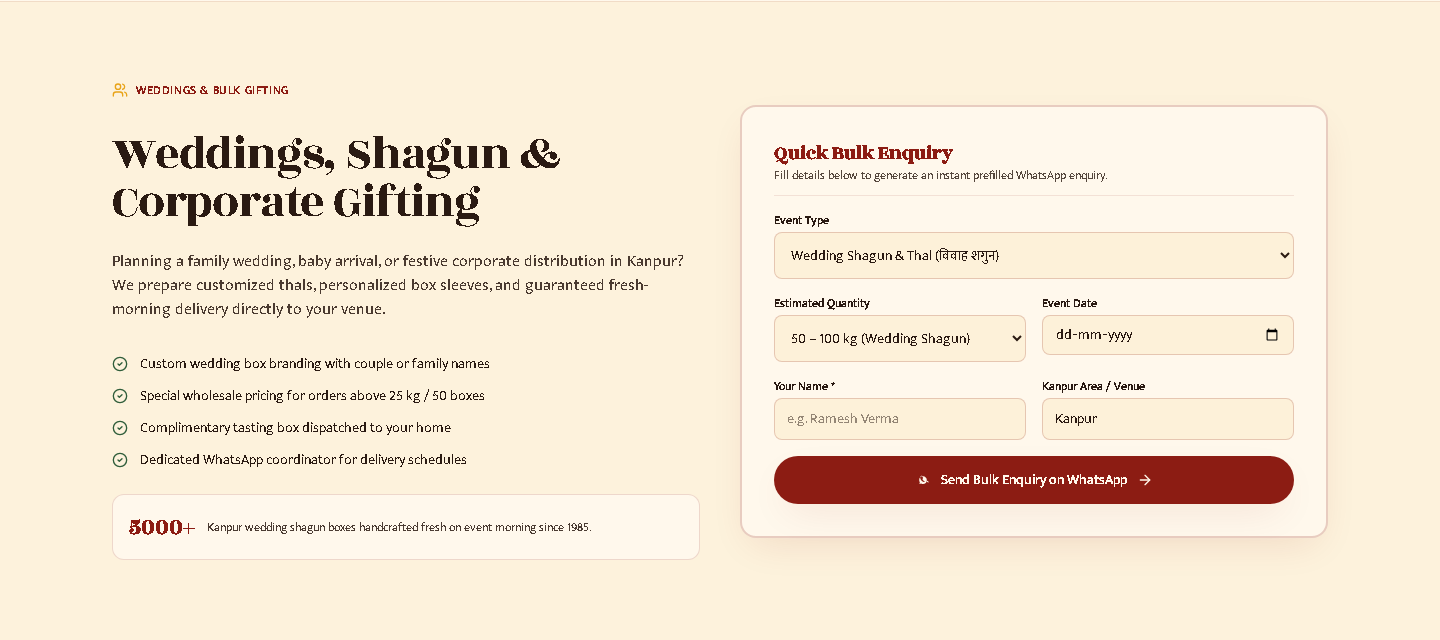 WEDDINGS & BULK GIFTING
Weddings, Shagun &
Corporate Gifting
Planning a family wedding, baby arrival, or festive corporate distribution in Kanpur?
We prepare customized thals, personalized box sleeves, and guaranteed fresh-
morning delivery directly to your venue.
Custom wedding box branding with couple or family names
Special wholesale pricing for orders above 25 kg / 50 boxes
Complimentary tasting box dispatched to your home
Dedicated WhatsApp coordinator for delivery schedules
5000+ Kanpur wedding shagun boxes handcrafted fresh on event morning since 1985.
Quick Bulk Enquiry
Fill details below to generate an instant prefilled WhatsApp enquiry.
Event Type
Wedding Shagun & Thal (विवाह शगुन)
Estimated Quantity
50 – 100 kg (Wedding Shagun)
Event Date
dd-mm-yyyy
Your Name *
e.g. Ramesh Verma
Kanpur Area / Venue
Kanpur
Send Bulk Enquiry on WhatsApp